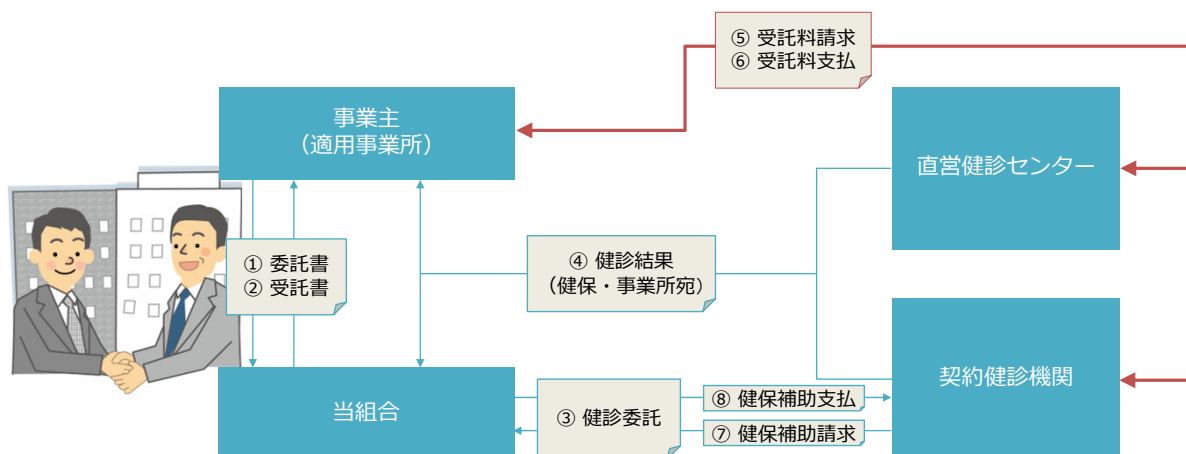 ⑤ 受託料請求
⑥ 受託料支払
事業主
（適用事業所）
直営健診センター
① 委託書
② 受託書
④ 健診結果
（健保・事業所宛）
当組合
③ 健診委託
⑧ 健保補助支払
⑦ 健保補助請求
契約健診機関